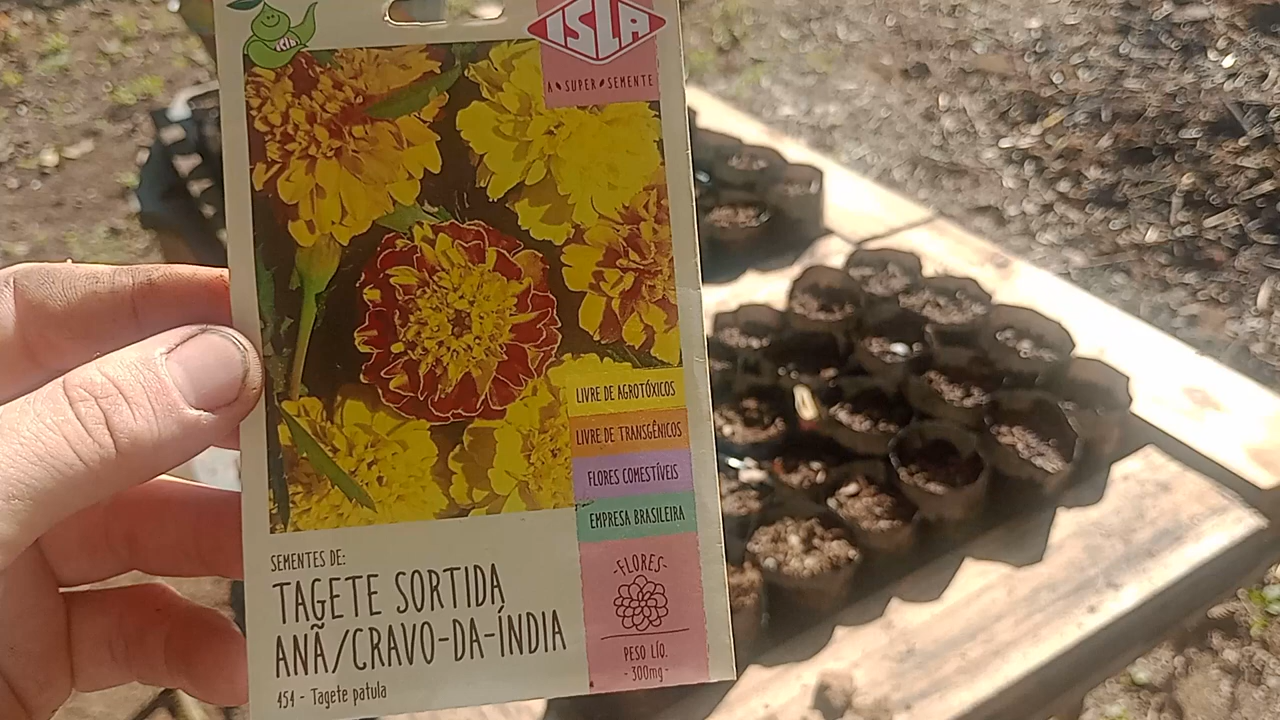 ISLA
ISLA
A SUPER SEMENTE
LIVRE DE AGROTÓXICOS
LIVRE DE TRANSGÊNICOS
FLORES COMESTÍVEIS
EMPRESA BRASILEIRA
SEMENTES DE:
TAGETE SORTIDA
ANÃ/CRAVO-DA-ÍNDIA
454 - Tagete patula
-FLORES-
PESO LÍQ.
-300mg-